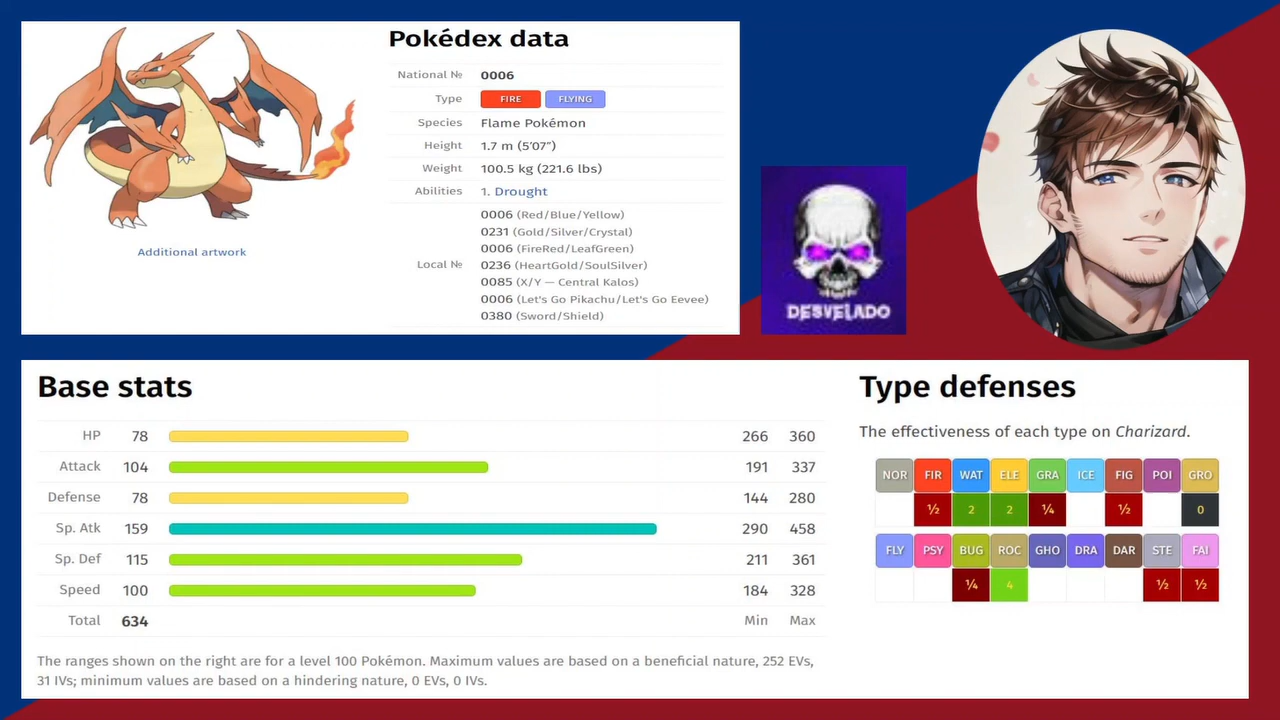 Pokédex data
National № 0006
Type FIRE FLYING
Species Flame Pokémon
Height 1.7 m (5′07″)
Weight 100.5 kg (221.6 lbs)
Abilities 1. Drought
Local № 0006 (Red/Blue/Yellow)
0231 (Gold/Silver/Crystal)
0006 (FireRed/LeafGreen)
0236 (HeartGold/SoulSilver)
0085 (X/Y — Central Kalos)
0006 (Let's Go Pikachu/Let's Go Eevee)
0380 (Sword/Shield)
Additional artwork
DESVELADO
Base stats
HP 78 266 360
Attack 104 191 337
Defense 78 144 280
Sp. Atk 159 290 458
Sp. Def 115 211 361
Speed 100 184 328
Total 634 Min Max
The ranges shown on the right are for a level 100 Pokémon. Maximum values are based on a beneficial nature, 252 EVs,
31 IVs; minimum values are based on a hindering nature, 0 EVs, 0 IVs.
Type defenses
The effectiveness of each type on Charizard.
NOR FIR WAT ELE GRA ICE FIG POI GRO
½ 2 2 ¼ ½ 0
FLY PSY BUG ROC GHO DRA DAR STE FAI
¼ 4 ½ ½